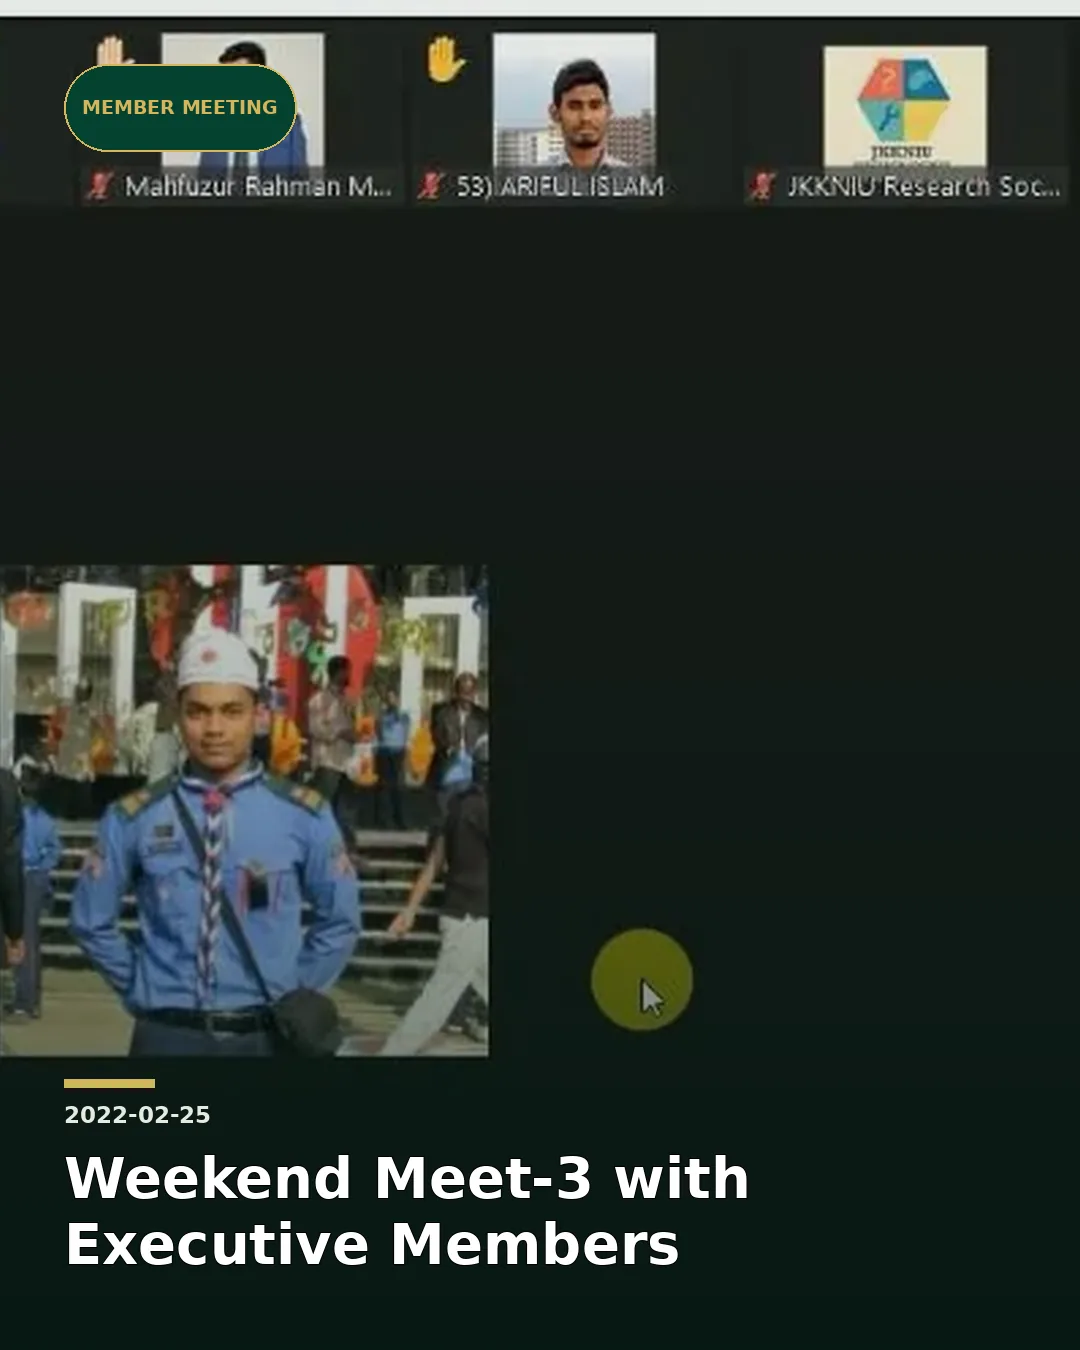 MEMBER MEETING
JKKNIU
Mahfuzur Rahman M...
53) ARIFUL ISLAM
JKKNIU Research Soc...
2022-02-25
Weekend Meet-3 with
Executive Members